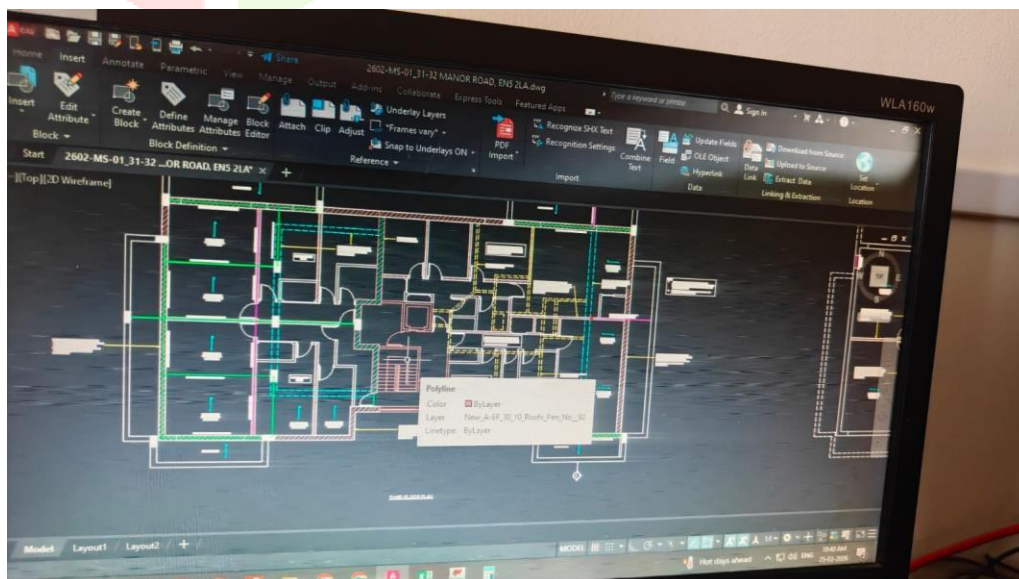 Share
2602-MS-01_31-32 MANOR ROAD, EN5 2LA.dwg
Type a keyword or phrase
Sign In
WLA160w
Home Insert Annotate Parametric View Manage Output Add-ins Collaborate Express Tools Featured Apps
Insert
Edit Attribute
Create Block
Define Attributes
Manage Attributes
Block Editor
Attach
Clip
Adjust
Underlay Layers
"Frames vary"
Snap to Underlays ON
PDF Import
Recognize SHX Text
Recognition Settings
Combine Text
Field
Update Fields
OLE Object
Hyperlink
Data Link
Download from Source
Upload to Source
Extract Data
Set Location
Block
Block Definition
Reference
Import
Data
Linking & Extraction
Location
Start 2602-MS-01_31-32 ...OR ROAD, EN5 2LA*
[Top][2D Wireframe]
W
Polyline
Color ByLayer
Layer
Linetype ByLayer
Model Layout1 Layout2
MODEL
Hot days ahead
ENG
10:40 AM